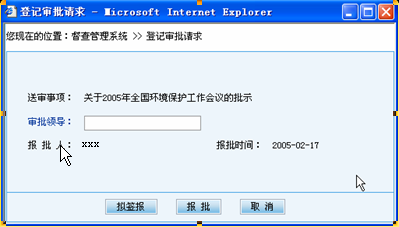 登记审批请求 - Microsoft Internet Explorer
您现在的位置：督查管理系统 >> 登记审批请求
送审事项： 关于2005年全国环境保护工作会议的批示
审批领导：
报 批 人： xxx 报批时间： 2005-02-17
拟签报 报 批 取 消